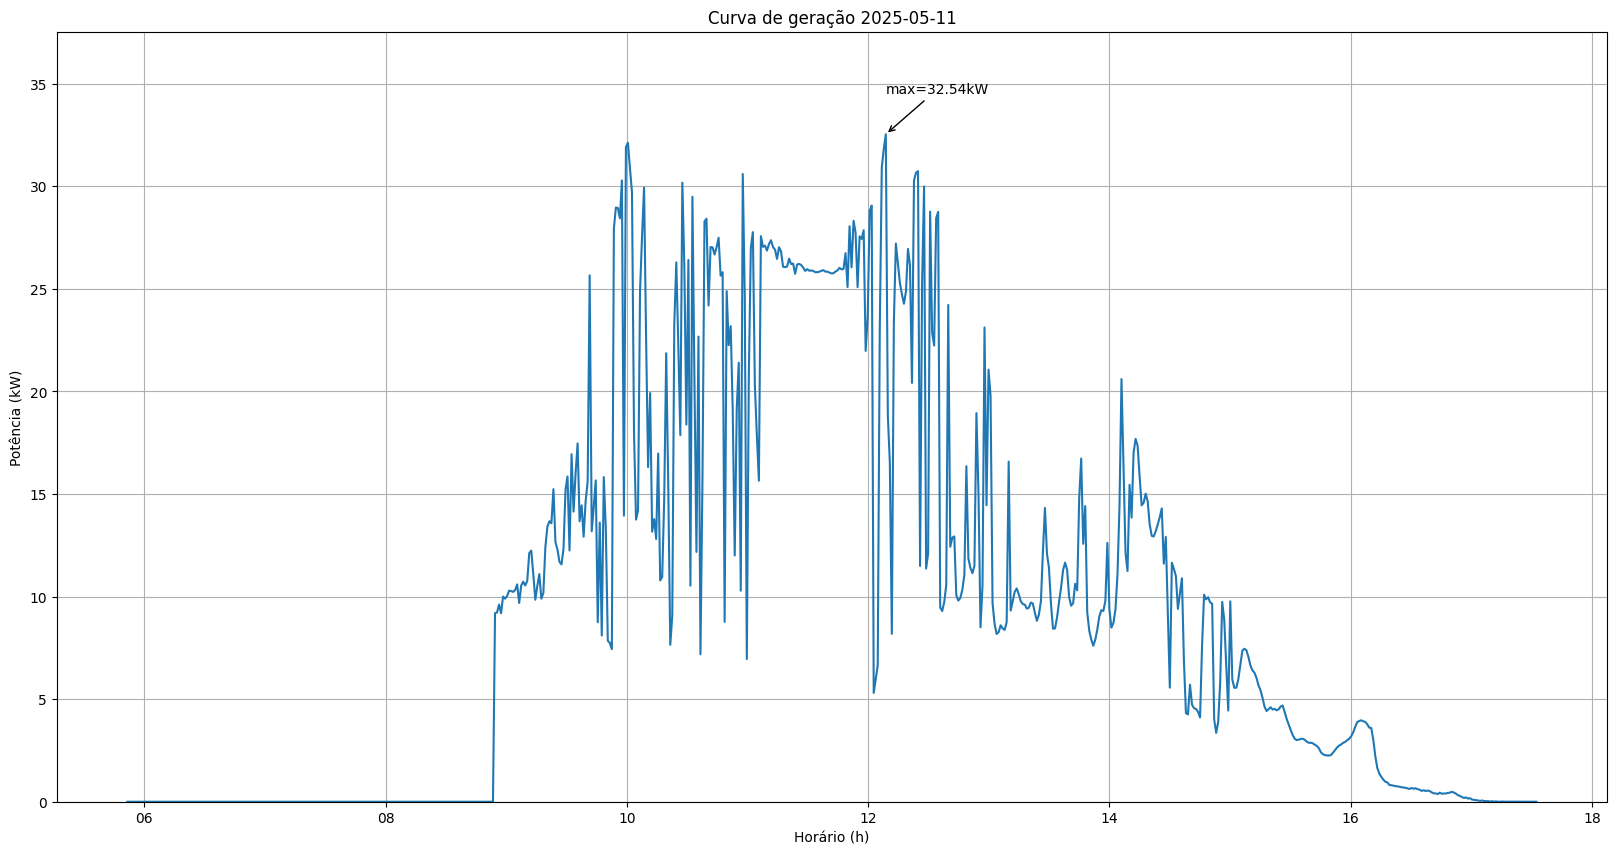 Curva de geração 2025-05-11
max=32.54kW
Potência (kW)
35
30
25
20
15
10
5
0
06 08 10 12 14 16 18
Horário (h)